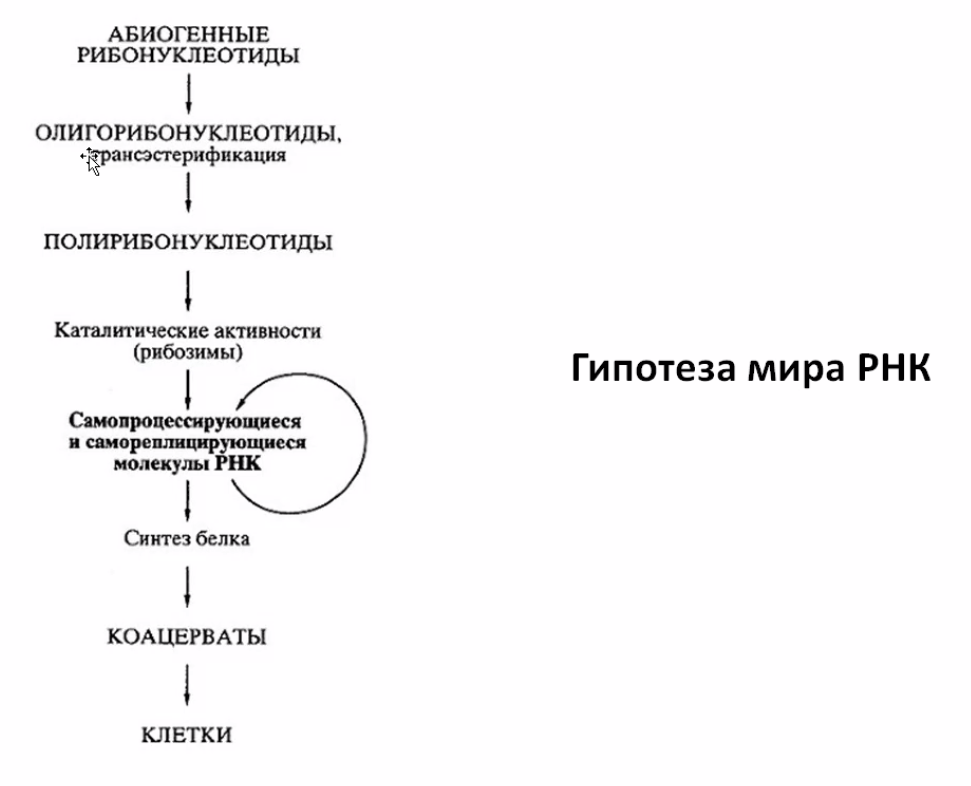 АБИОГЕННЫЕ
РИБОНУКЛЕОТИДЫ
ОЛИГОРИБОНУКЛЕОТИДЫ,
трансэстерификация
ПОЛИРИБОНУКЛЕОТИДЫ
Каталитические активности
(рибозимы)
Гипотеза мира РНК
Самопроцессирующиеся
и самореплицирующиеся
молекулы РНК
Синтез белка
КОАЦЕРВАТЫ
КЛЕТКИ